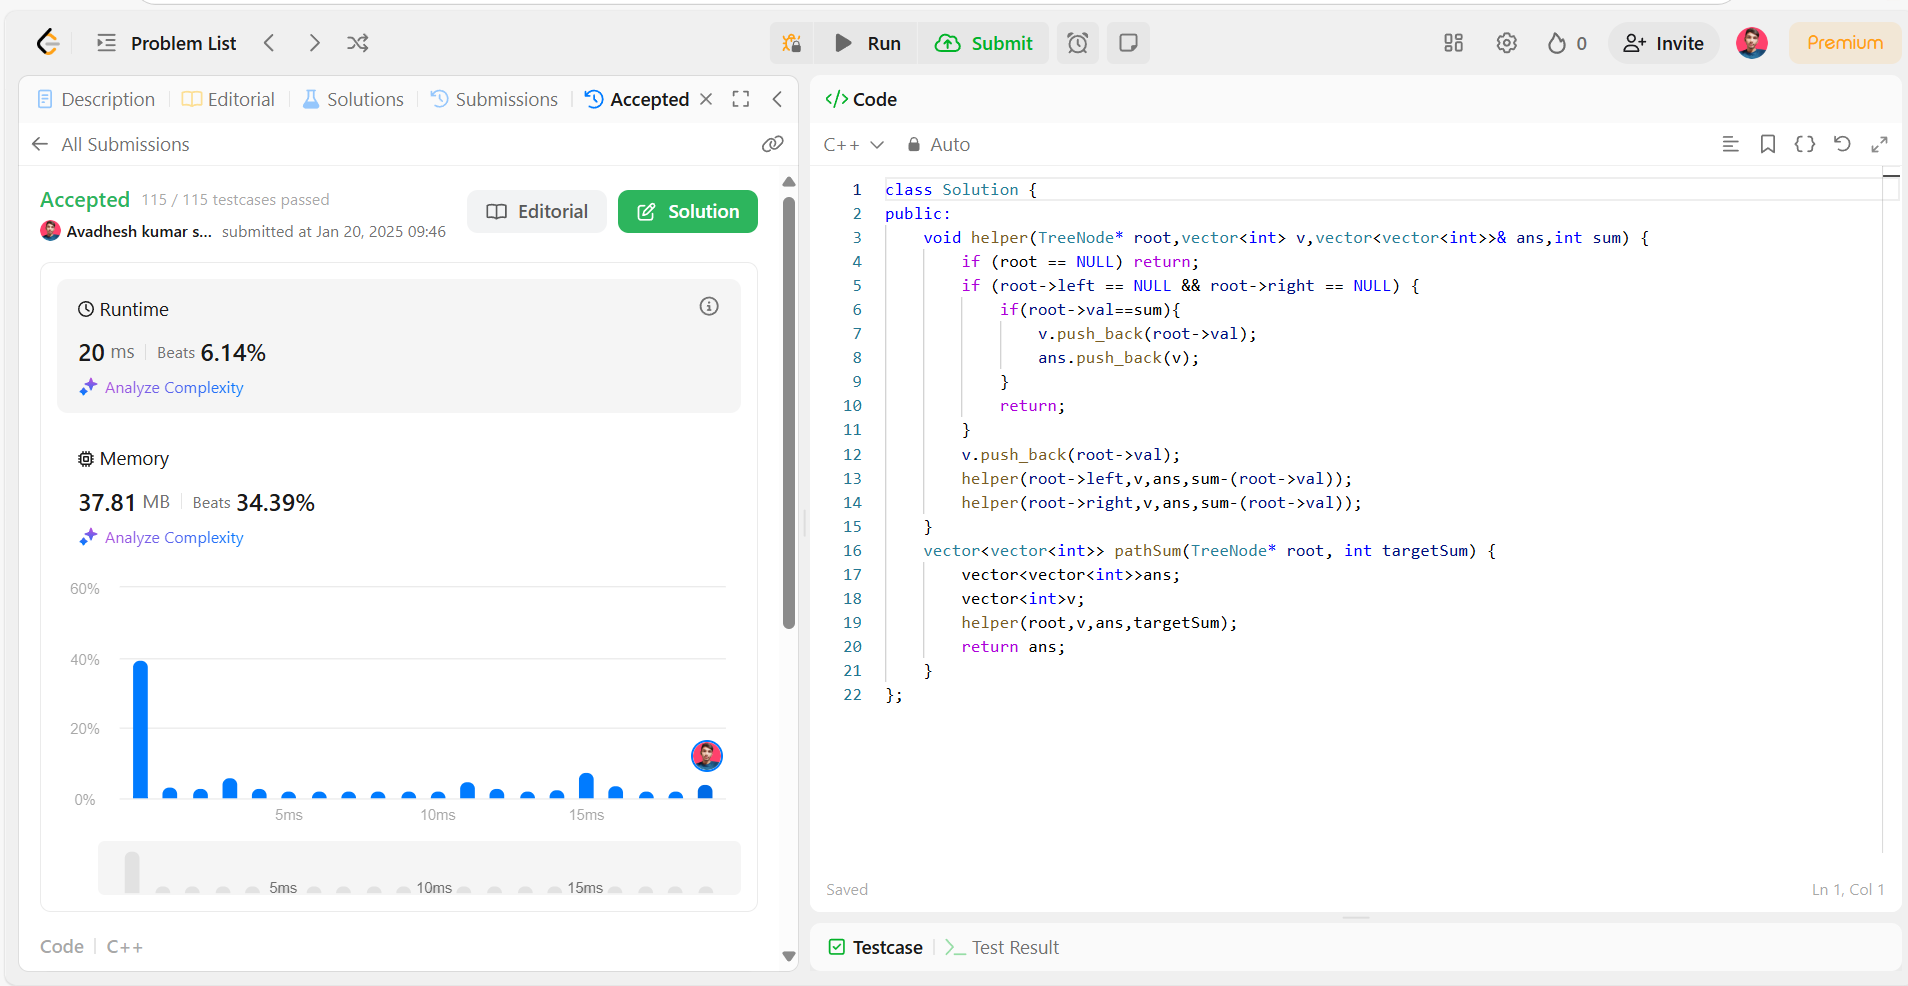 Problem List
Run
Submit
0
Invite
Premium
Description
Editorial
Solutions
Submissions
Accepted
All Submissions
Accepted 115 / 115 testcases passed
Avadhesh kumar s... submitted at Jan 20, 2025 09:46
Editorial
Solution
Runtime
20 ms Beats 6.14%
Analyze Complexity
Memory
37.81 MB Beats 34.39%
Analyze Complexity
60%
40%
20%
0%
5ms 10ms 15ms
5ms 10ms 15ms
Code C++
</> Code
C++ Auto
1 class Solution {
2 public:
3 void helper(TreeNode* root,vector<int> v,vector<vector<int>>& ans,int sum) {
4 if (root == NULL) return;
5 if (root->left == NULL && root->right == NULL) {
6 if(root->val==sum){
7 v.push_back(root->val);
8 ans.push_back(v);
9 }
10 return;
11 }
12 v.push_back(root->val);
13 helper(root->left,v,ans,sum-(root->val));
14 helper(root->right,v,ans,sum-(root->val));
15 }
16 vector<vector<int>> pathSum(TreeNode* root, int targetSum) {
17 vector<vector<int>>ans;
18 vector<int>v;
19 helper(root,v,ans,targetSum);
20 return ans;
21 }
22 };
Saved
Ln 1, Col 1
Testcase
Test Result